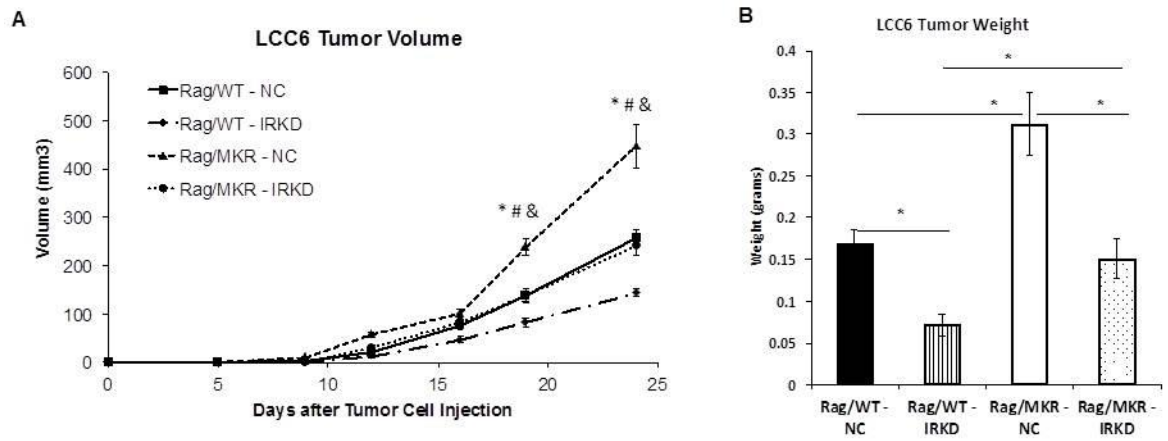 A
LCC6 Tumor Volume
600
500
400
300
200
100
0
Volume (mm3)
Rag/WT - NC
Rag/WT - IRKD
Rag/MKR - NC
Rag/MKR - IRKD
* # &
* # &
0 5 10 15 20 25
Days after Tumor Cell Injection
B
LCC6 Tumor Weight
0.4
0.35
0.3
0.25
0.2
0.15
0.1
0.05
0
Weight (grams)
*
* *
*
Rag/WT - Rag/WT - Rag/MKR - Rag/MKR -
NC IRKD NC IRKD